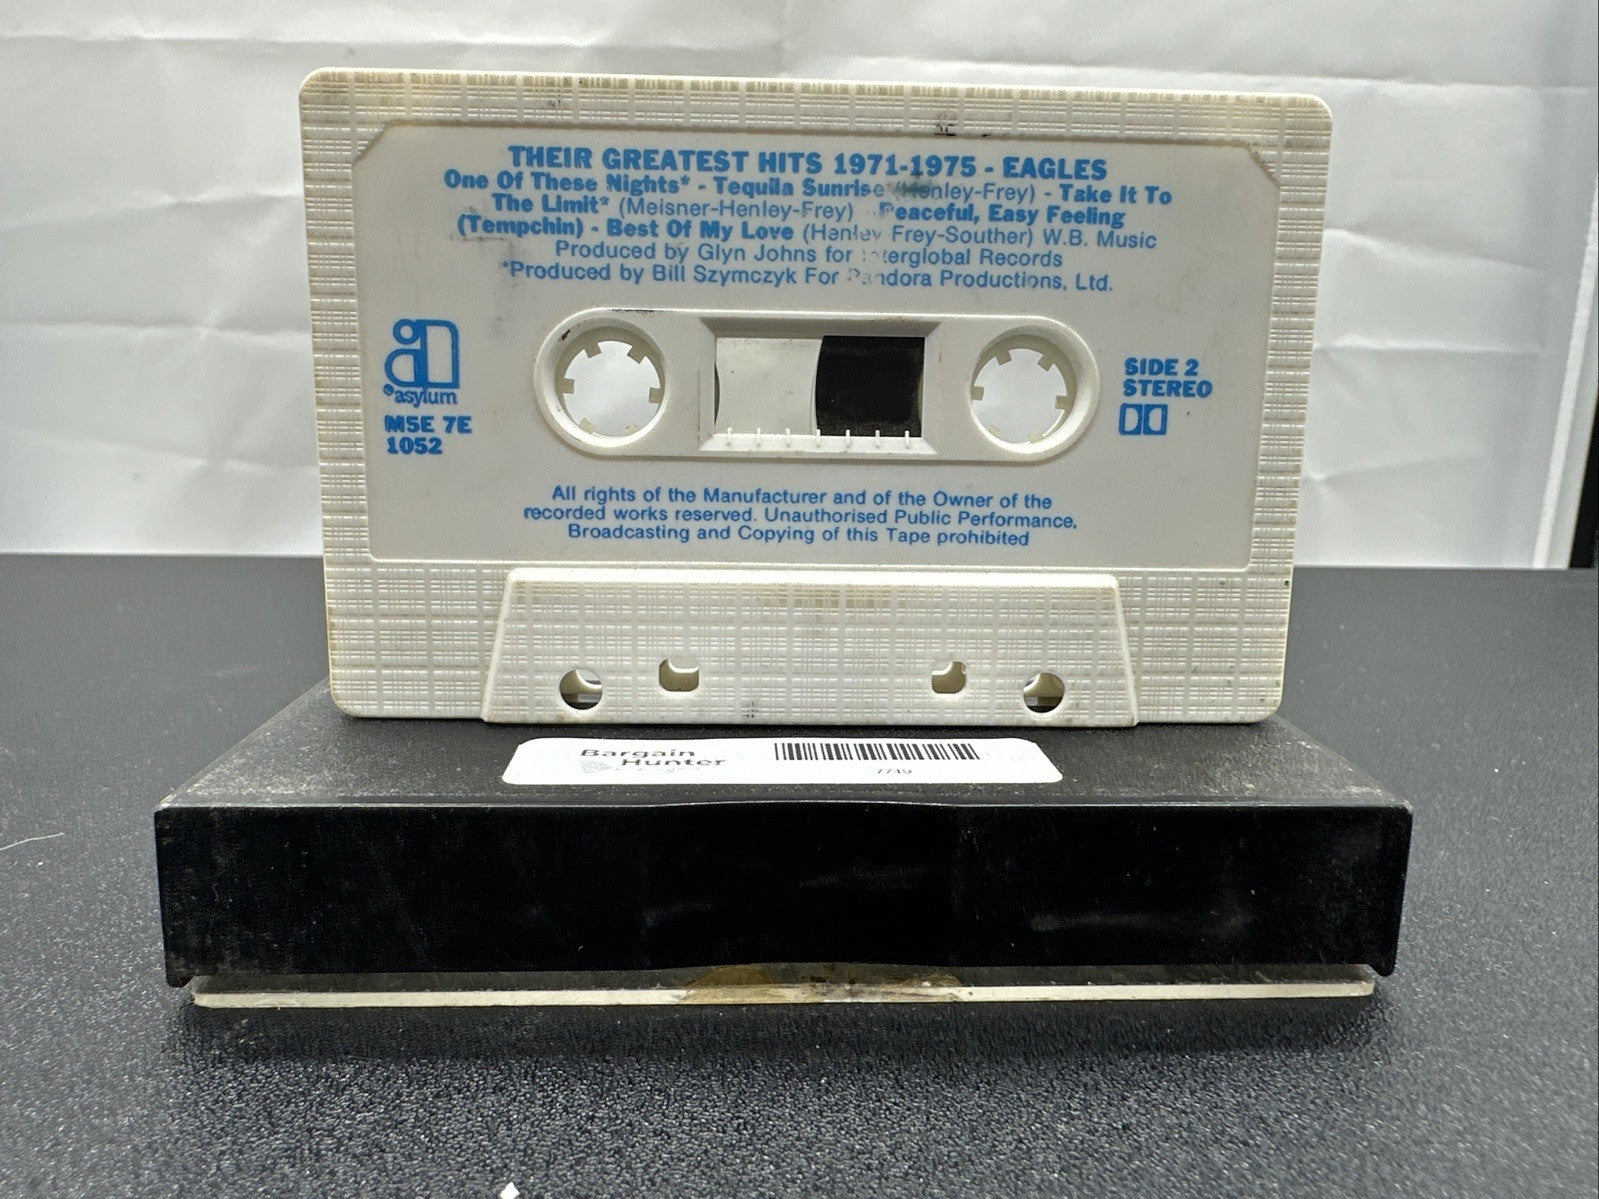 THEIR GREATEST HITS 1971-1975 - EAGLES
One Of These Nights* - Tequila Sunrise (Henley-Frey) - Take It To
The Limit* (Meisner-Henley-Frey) Peaceful, Easy Feeling
(Tempchin) - Best Of My Love (Henley Frey-Souther) W.B. Music
Produced by Glyn Johns for Interglobal Records
*Produced by Bill Szymczyk For Pandora Productions, Ltd.
asylum
M5E 7E
1052
SIDE 2
STEREO
All rights of the Manufacturer and of the Owner of the
recorded works reserved. Unauthorised Public Performance,
Broadcasting and Copying of this Tape prohibited
Bargain
Hunter
7749